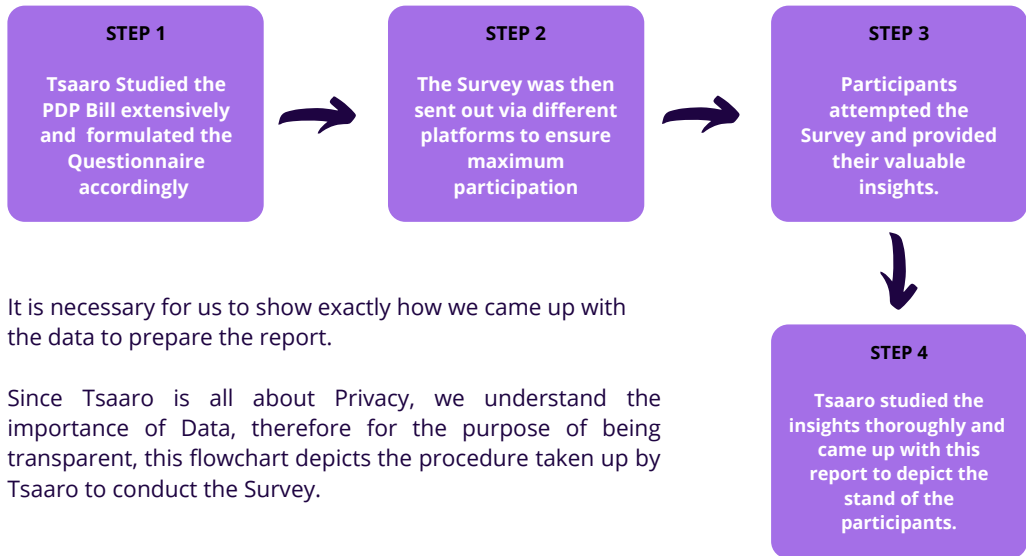 STEP 1
Tsaaro Studied the
PDP Bill extensively
and formulated the
Questionnaire
accordingly
STEP 2
The Survey was then
sent out via different
platforms to ensure
maximum
participation
STEP 3
Participants
attempted the
Survey and provided
their valuable
insights.
It is necessary for us to show exactly how we came up with
the data to prepare the report.
Since Tsaaro is all about Privacy, we understand the
importance of Data, therefore for the purpose of being
transparent, this flowchart depicts the procedure taken up by
Tsaaro to conduct the Survey.
STEP 4
Tsaaro studied the
insights thoroughly and
came up with this
report to depict the
stand of the
participants.